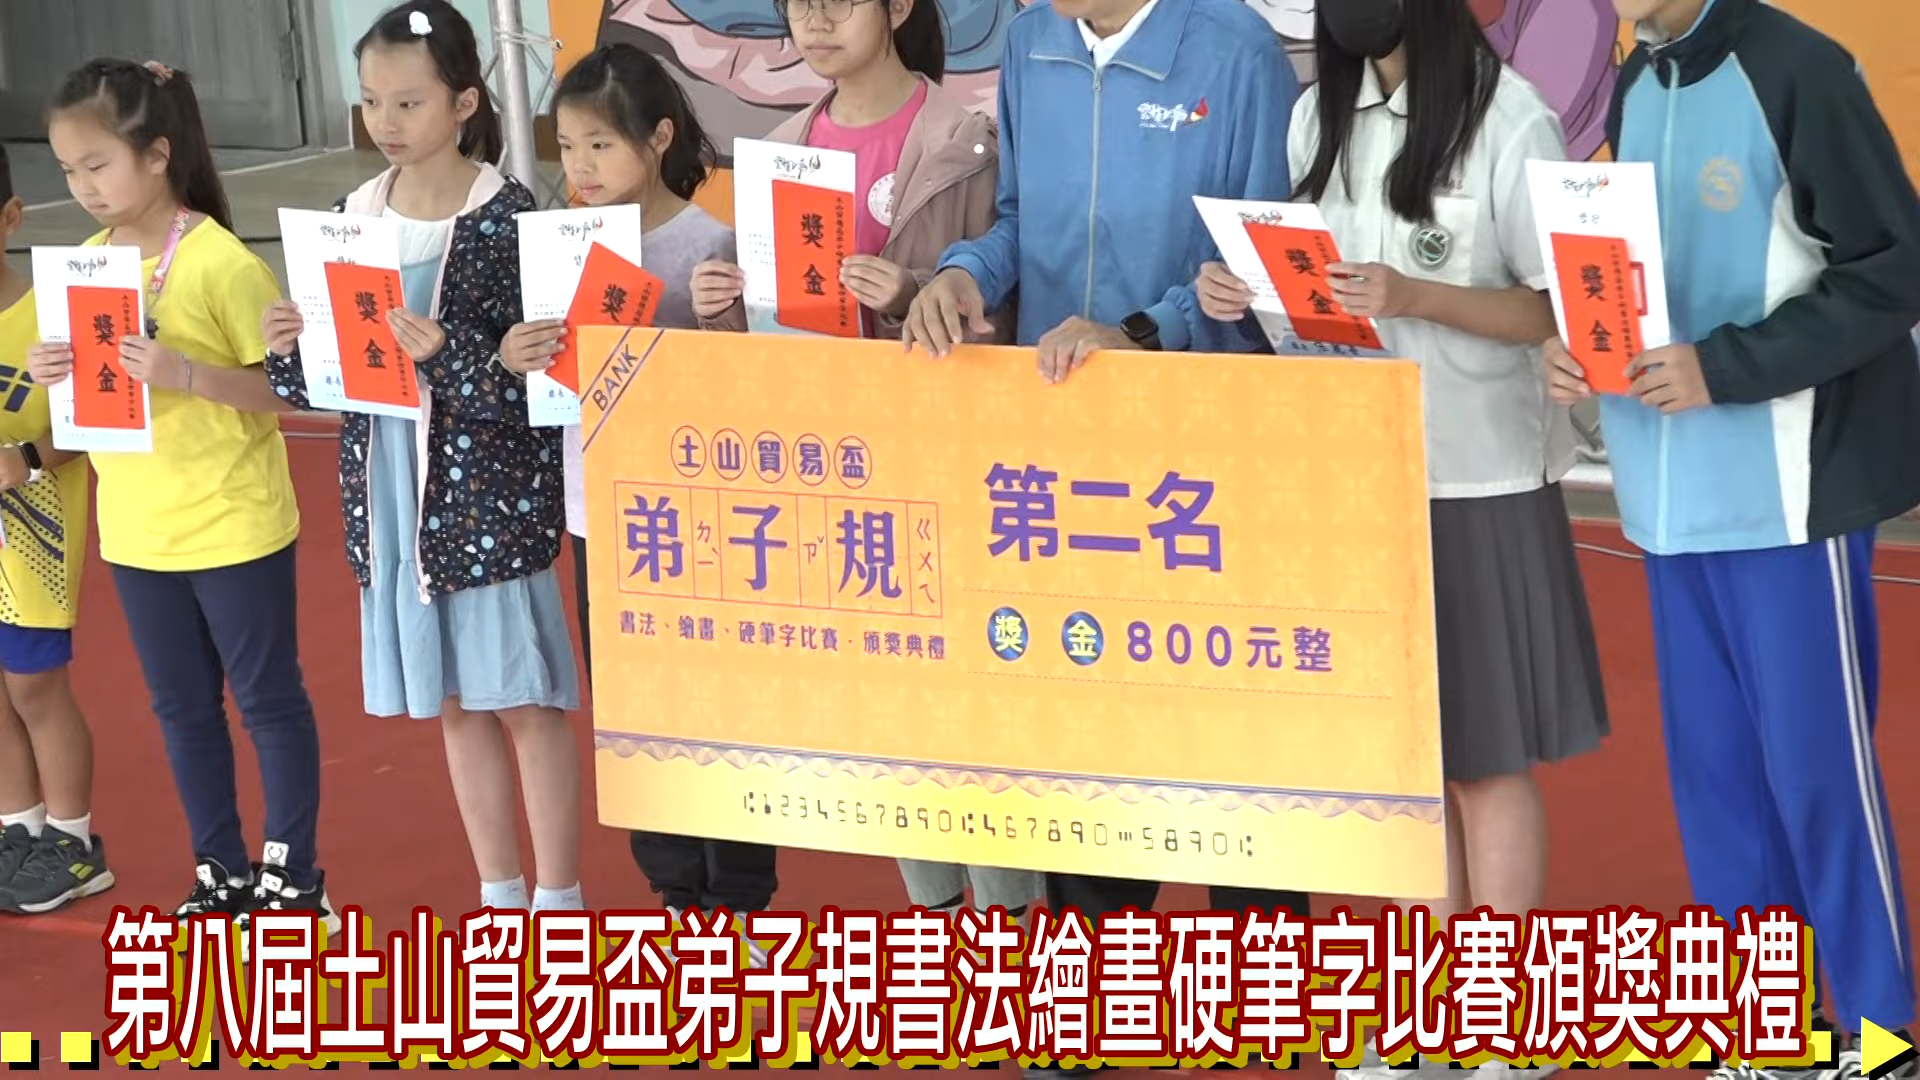 獎金
獎金
獎
獎金
獎金
獎金
BANK
土山貿易盃
弟ㄉㄧˋ子ㄗˇ規ㄍㄨㄟ
書法、繪畫、硬筆字比賽·頒獎典禮
第二名
獎金800元整
⑆1234567890⑆467890⑈5890⑆
第八屆土山貿易盃弟子規書法繪畫硬筆字比賽頒獎典禮